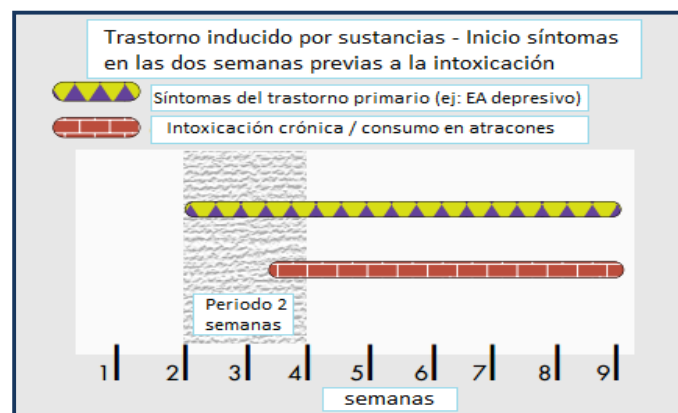 Trastorno inducido por sustancias - Inicio síntomas
en las dos semanas previas a la intoxicación
Síntomas del trastorno primario (ej: EA depresivo)
Intoxicación crónica / consumo en atracones
Periodo 2
semanas
1 2 3 4 5 6 7 8 9
semanas